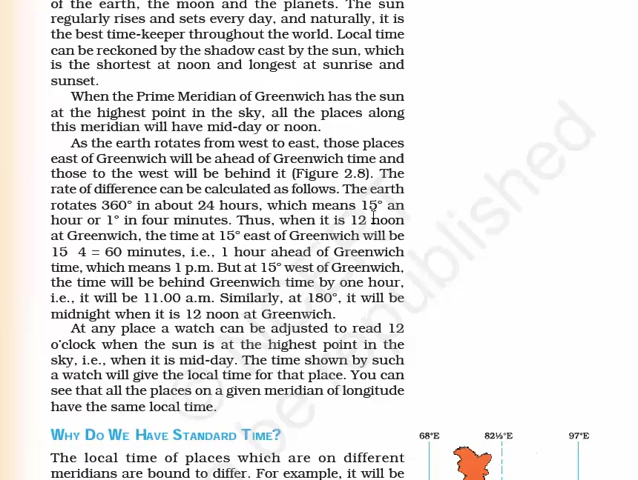 of the earth, the moon and the planets. The sun
regularly rises and sets every day, and naturally, it is
the best time-keeper throughout the world. Local time
can be reckoned by the shadow cast by the sun, which
is the shortest at noon and longest at sunrise and
sunset.
When the Prime Meridian of Greenwich has the sun
at the highest point in the sky, all the places along
this meridian will have mid-day or noon.
As the earth rotates from west to east, those places
east of Greenwich will be ahead of Greenwich time and
those to the west will be behind it (Figure 2.8). The
rate of difference can be calculated as follows. The earth
rotates 360° in about 24 hours, which means 15° an
hour or 1° in four minutes. Thus, when it is 12 noon
at Greenwich, the time at 15° east of Greenwich will be
15 4 = 60 minutes, i.e., 1 hour ahead of Greenwich
time, which means 1 p.m. But at 15° west of Greenwich,
the time will be behind Greenwich time by one hour,
i.e., it will be 11.00 a.m. Similarly, at 180°, it will be
midnight when it is 12 noon at Greenwich.
At any place a watch can be adjusted to read 12
o'clock when the sun is at the highest point in the
sky, i.e., when it is mid-day. The time shown by such
a watch will give the local time for that place. You can
see that all the places on a given meridian of longitude
have the same local time.
WHY DO WE HAVE STANDARD TIME?
The local time of places which are on different
meridians are bound to differ. For example, it will be
68°E 82½°E 97°E
be republished